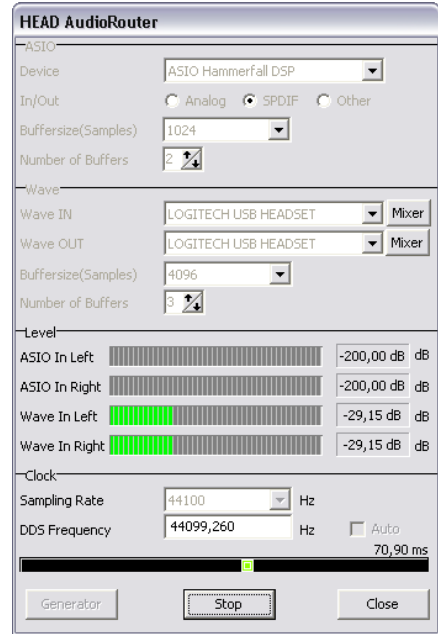 HEAD AudioRouter
ASIO
Device ASIO Hammerfall DSP
In/Out Analog SPDIF Other
Buffersize(Samples) 1024
Number of Buffers 2
Wave
Wave IN LOGITECH USB HEADSET Mixer
Wave OUT LOGITECH USB HEADSET Mixer
Buffersize(Samples) 4096
Number of Buffers 3
Level
ASIO In Left -200,00 dB dB
ASIO In Right -200,00 dB dB
Wave In Left -29,15 dB dB
Wave In Right -29,15 dB dB
Clock
Sampling Rate 44100 Hz
DDS Frequency 44099,260 Hz Auto
70,90 ms
Generator Stop Close